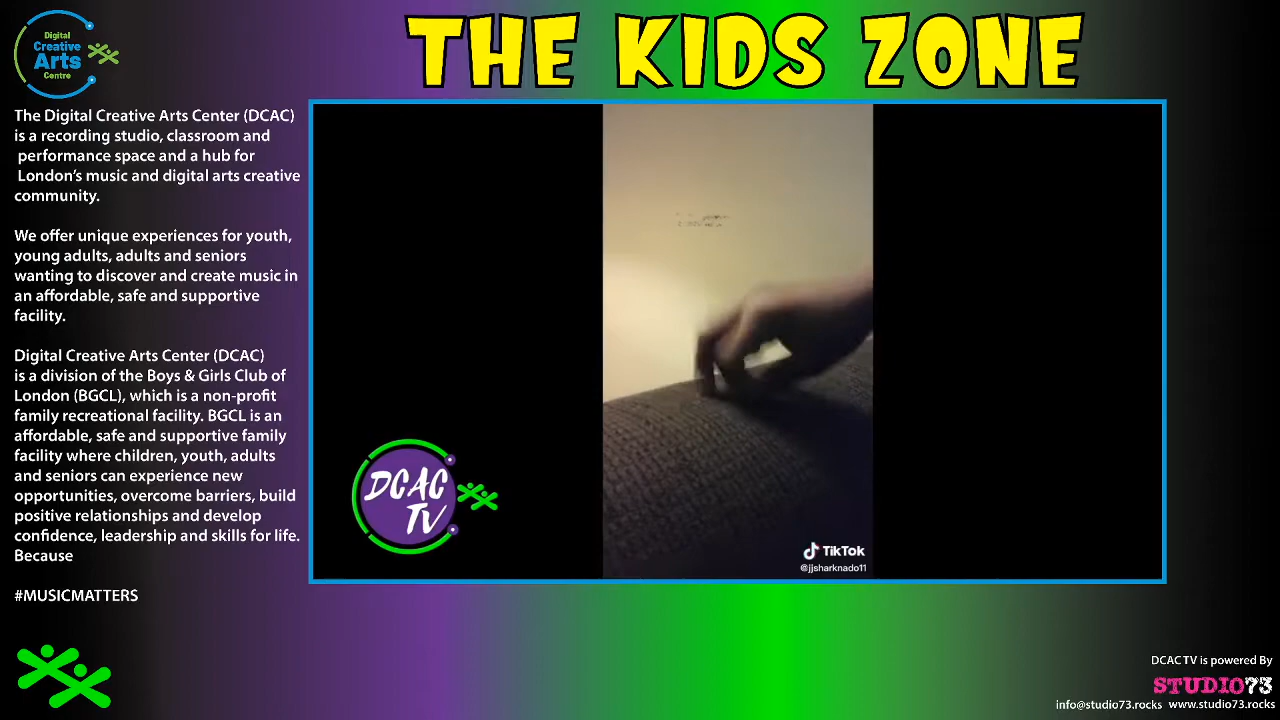 Digital
Creative
Arts
Centre
THE KIDS ZONE
The Digital Creative Arts Center (DCAC)
is a recording studio, classroom and
performance space and a hub for
London's music and digital arts creative
community.
We offer unique experiences for youth,
young adults, adults and seniors
wanting to discover and create music in
an affordable, safe and supportive
facility.
Digital Creative Arts Center (DCAC)
is a division of the Boys & Girls Club of
London (BGCL), which is a non-profit
family recreational facility. BGCL is an
affordable, safe and supportive family
facility where children, youth, adults
and seniors can experience new
opportunities, overcome barriers, build
positive relationships and develop
confidence, leadership and skills for life.
Because
#MUSICMATTERS
DCAC
TV
TikTok
@jjsharknado11
DCAC TV is powered By
STUDIO73
info@studio73.rocks www.studio73.rocks